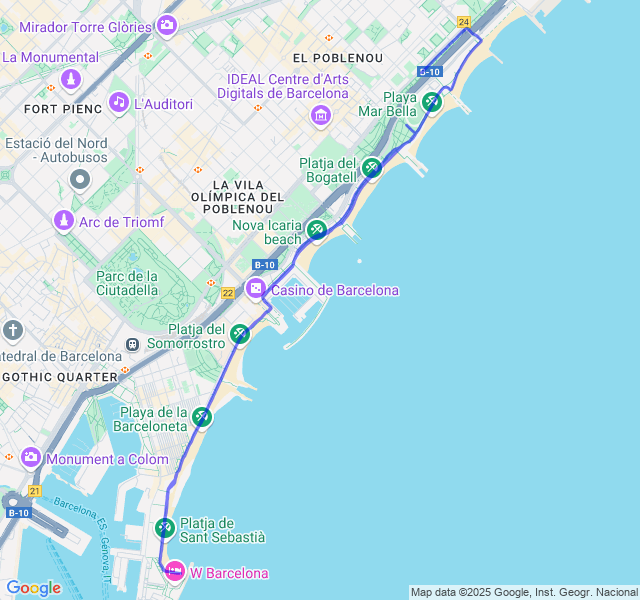 24
Mirador Torre Glòries
EL POBLENOU
La Monumental
B-10
IDEAL Centre d'Arts
Digitals de Barcelona
Playa
Mar Bella
FORT PIENC
L'Auditori
Estació del Nord
- Autobusos
Platja del
Bogatell
LA VILA
OLÍMPICA DEL
POBLENOU
Arc de Triomf
Nova Icaria
beach
B-10
Parc de la
Ciutadella
22
Casino de Barcelona
Platja del
Somorrostro
atedral de Barcelona
GOTHIC QUARTER
Playa de la
Barceloneta
Monument a Colom
21
B-10
Barcelona, ES - Génova, IT
Platja de
Sant Sebastià
W Barcelona
Google
Map data ©2025 Google, Inst. Geogr. Nacional